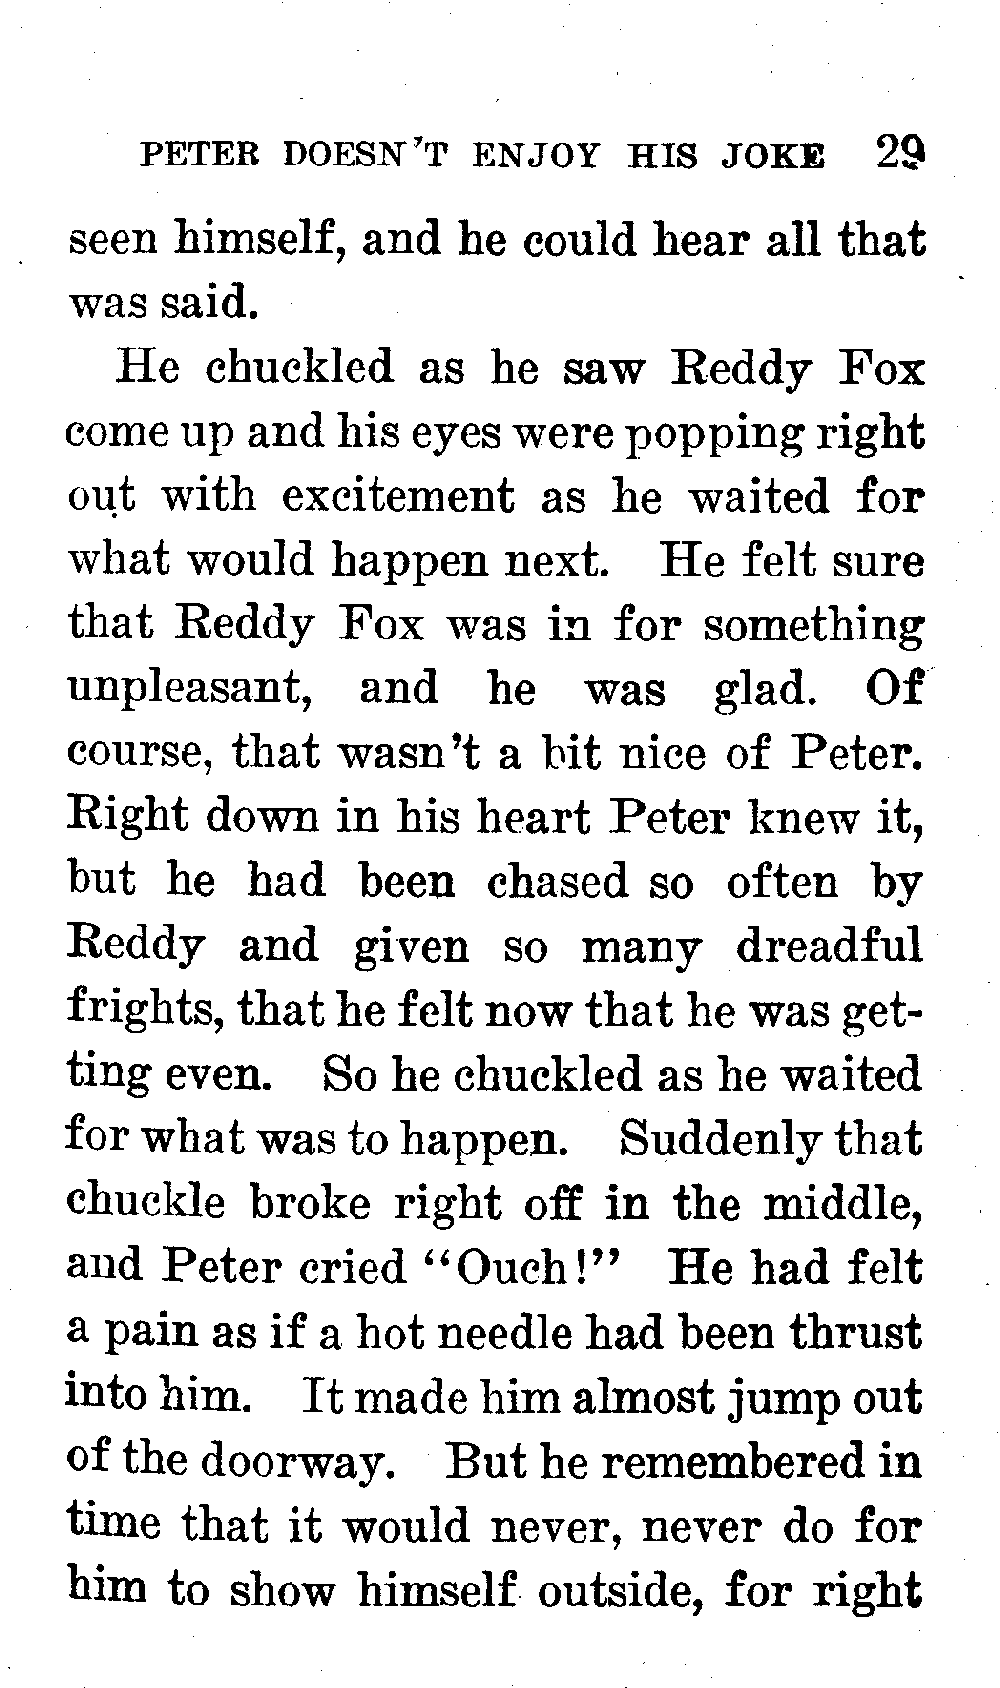 PETER DOESN'T ENJOY HIS JOKE 29
seen himself, and he could hear all that
was said.
He chuckled as he saw Reddy Fox
come up and his eyes were popping right
out with excitement as he waited for
what would happen next. He felt sure
that Reddy Fox was in for something
unpleasant, and he was glad. Of
course, that wasn't a bit nice of Peter.
Right down in his heart Peter knew it,
but he had been chased so often by
Reddy and given so many dreadful
frights, that he felt now that he was get-
ting even. So he chuckled as he waited
for what was to happen. Suddenly that
chuckle broke right off in the middle,
and Peter cried "Ouch!" He had felt
a pain as if a hot needle had been thrust
into him. It made him almost jump out
of the doorway. But he remembered in
time that it would never, never do for
him to show himself outside, for right